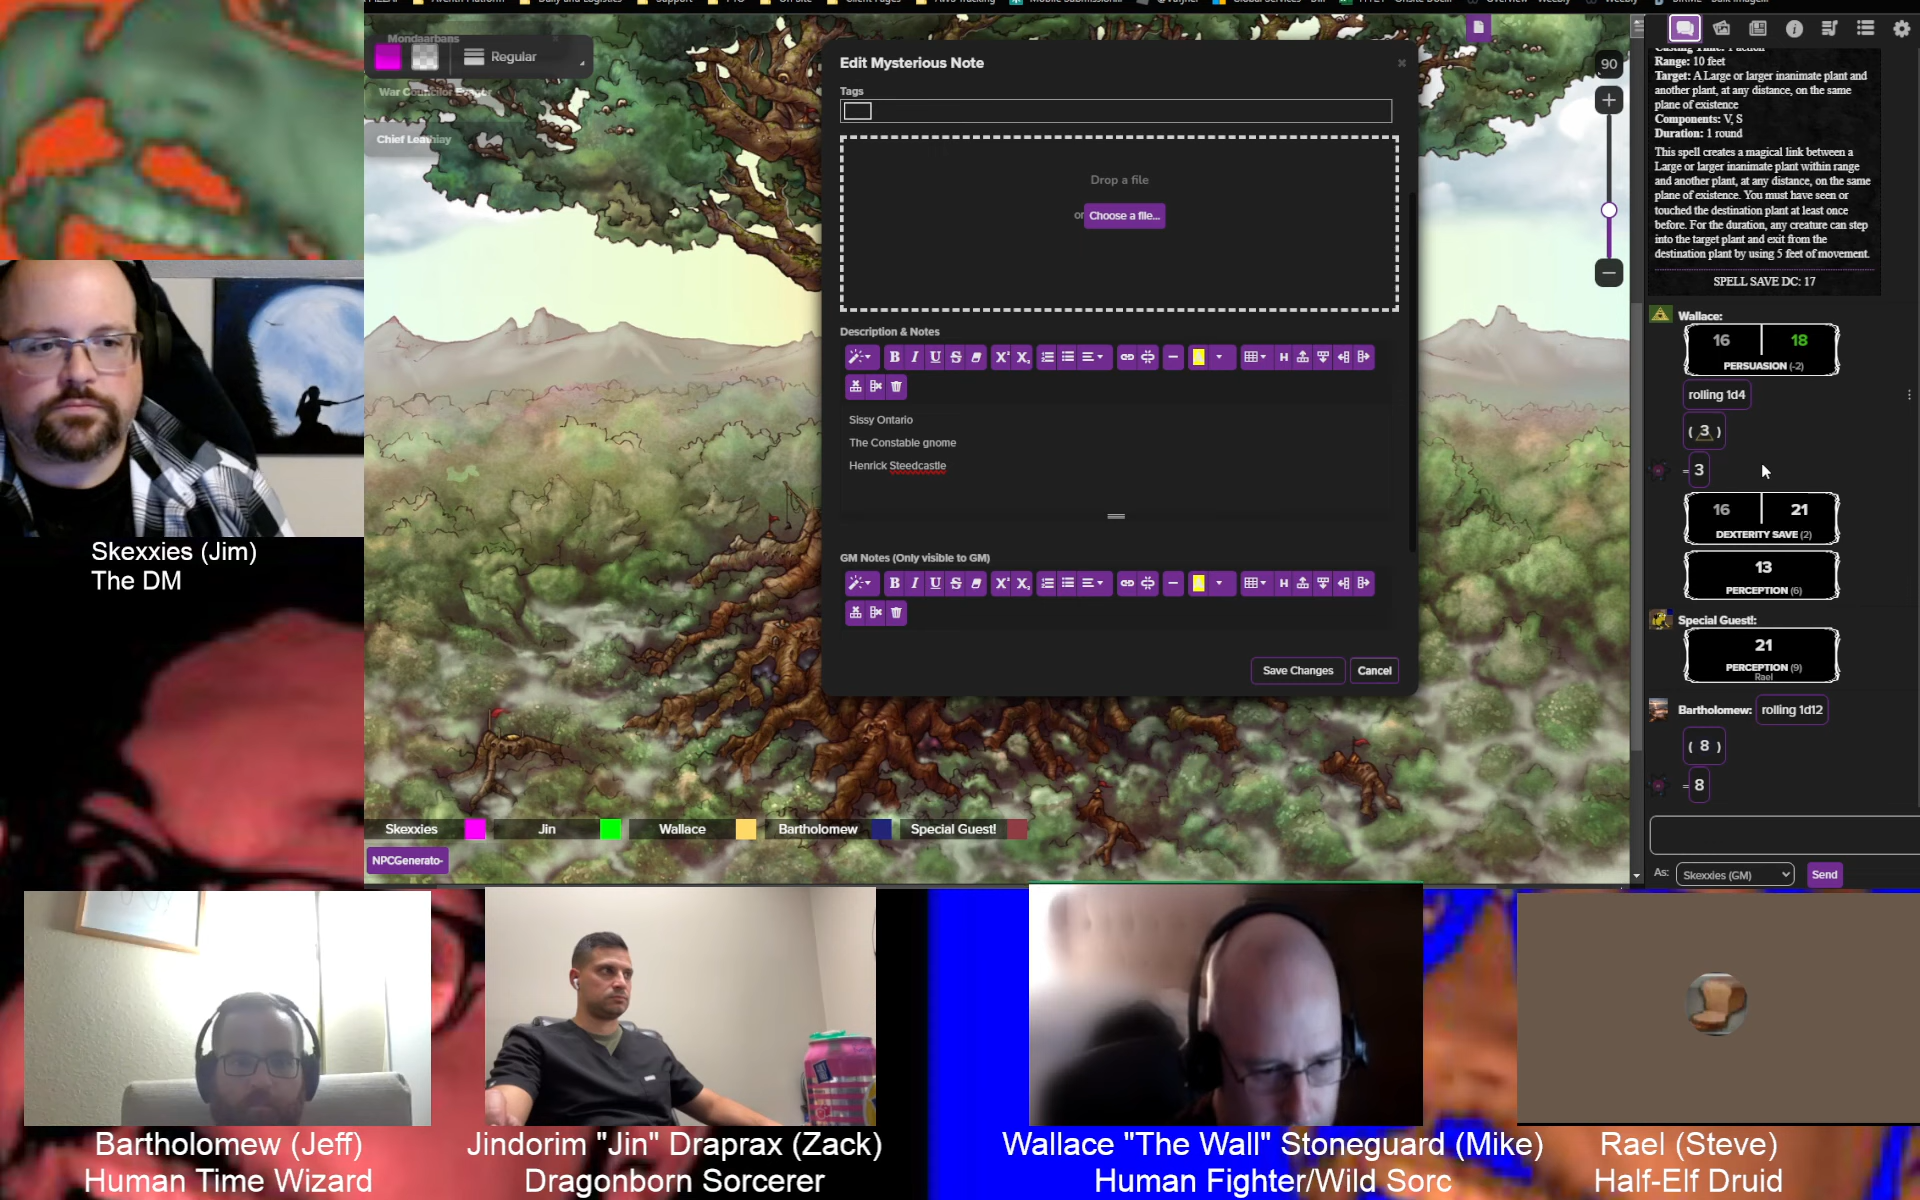 Mondaarbans
Regular
War Councilor
Chief Leahiay
Edit Mysterious Note
Tags
Drop a file
or Choose a file...
Description & Notes
B I U S
Sissy Ontario
The Constable gnome
Henrick Steedcastle
GM Notes (Only visible to GM)
B I U S
Save Changes
Cancel
90
Casting Time: 1 action
Range: 10 feet
Target: A Large or larger inanimate plant and
another plant, at any distance, on the same
plane of existence
Components: V, S
Duration: 1 round
This spell creates a magical link between a
Large or larger inanimate plant within range
and another plant, at any distance, on the same
plane of existence. You must have seen or
touched the destination plant at least once
before. For the duration, any creature can step
into the target plant and exit from the
destination plant by using 5 feet of movement.
SPELL SAVE DC: 17
Wallace:
16 18
PERSUASION (-2)
rolling 1d4
( 3 )
= 3
16 21
DEXTERITY SAVE (2)
13
PERCEPTION (6)
Special Guest!:
21
PERCEPTION (9)
Rael
Bartholomew: rolling 1d12
( 8 )
= 8
As: Skexxies (GM) Send
Skexxies
Jin
Wallace
Bartholomew
Special Guest!
NPCGenerato-
Skexxies (Jim)
The DM
Bartholomew (Jeff)
Human Time Wizard
Jindorim "Jin" Draprax (Zack)
Dragonborn Sorcerer
Wallace "The Wall" Stoneguard (Mike)
Human Fighter/Wild Sorc
Rael (Steve)
Half-Elf Druid